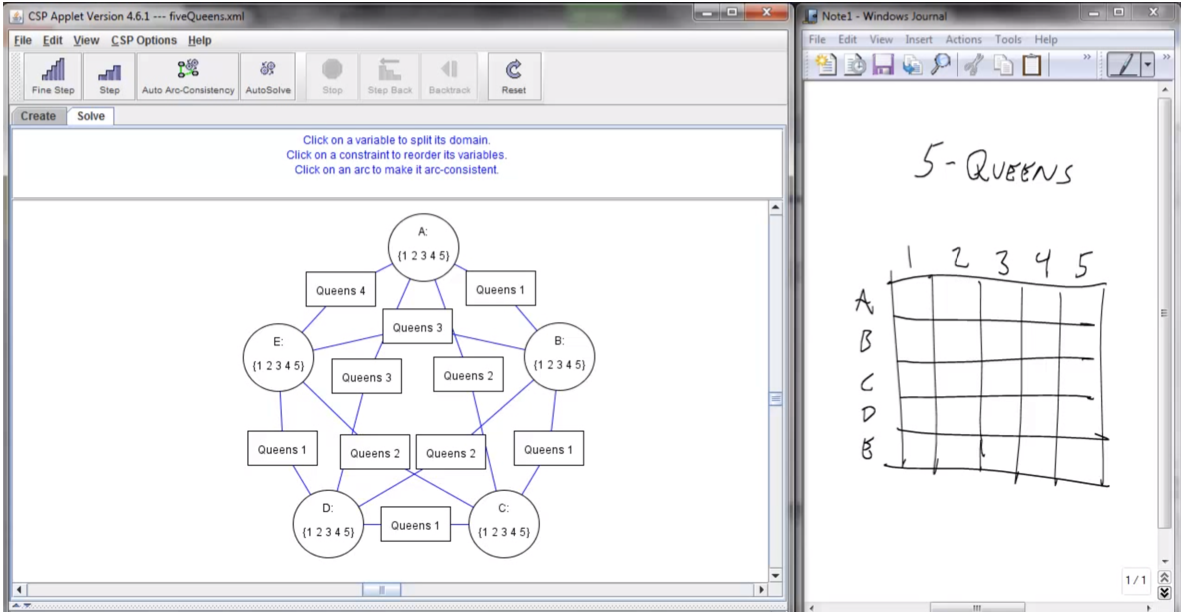 CSP Applet Version 4.6.1 --- fiveQueens.xml
File Edit View CSP Options Help
Fine Step
Step
Auto Arc-Consistency
AutoSolve
Stop
Step Back
Backtrack
Reset
Create
Solve
Click on a variable to split its domain.
Click on a constraint to reorder its variables.
Click on an arc to make it arc-consistent.
A:
{1 2 3 4 5}
Queens 4
Queens 1
Queens 3
E:
{1 2 3 4 5}
B:
{1 2 3 4 5}
Queens 3
Queens 2
Queens 1
Queens 2
Queens 2
Queens 1
D:
{1 2 3 4 5}
Queens 1
C:
{1 2 3 4 5}
Note1 - Windows Journal
File Edit View Insert Actions Tools Help
5-QUEENS
1 2 3 4 5
A
B
C
D
E
1 / 1